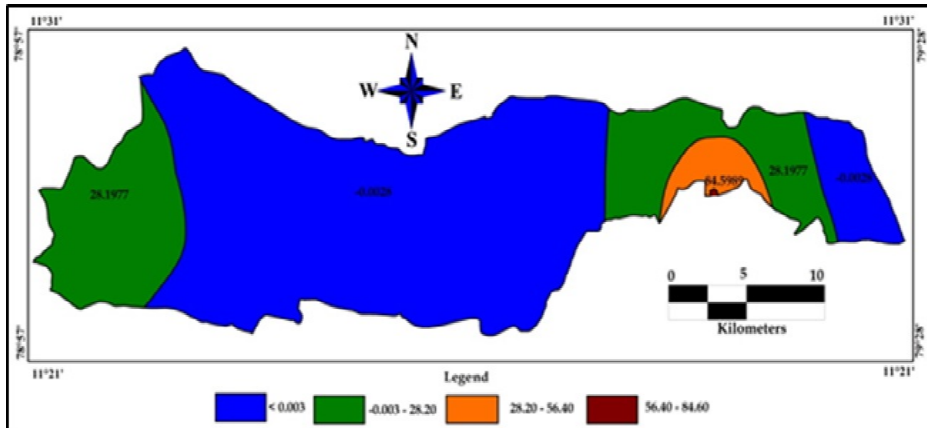 11°31'
11°31'
78°57'
79°28'
N
W
E
S
28.1977
-0.0028
28.1977
-0.0028
0
5
10
Kilometers
78°57'
79°28'
11°21'
11°21'
Legend
< 0.003
-0.003 - 28.20
28.20 - 56.40
56.40 - 84.60